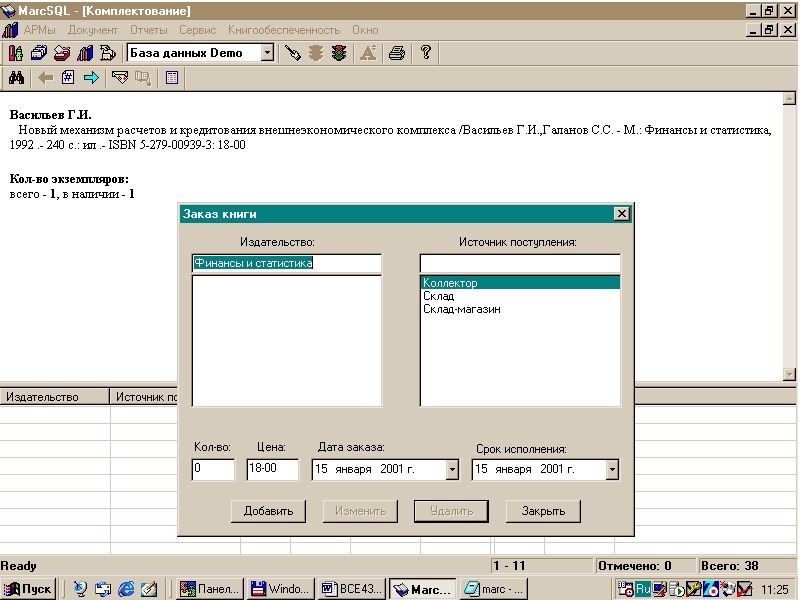 MarcSQL - [Комплектование]
АРМы Документ Отчеты Сервис Книгообеспеченность Окно
База данных Demo
Васильев Г.И.
Новый механизм расчетов и кредитования внешнеэкономического комплекса /Васильев Г.И.,Галанов С.С. - М.: Финансы и статистика,
1992 .- 240 с.: ил .- ISBN 5-279-00939-3: 18-00
Кол-во экземпляров:
всего - 1, в наличии - 1
Заказ книги
Издательство: Источник поступления:
Финансы и статистика
Коллектор
Склад
Склад-магазин
Издательство Источник по
Кол-во: Цена: Дата заказа: Срок исполнения:
0 18-00 15 января 2001 г. 15 января 2001 г.
Добавить Изменить Удалить Закрыть
Ready 1 - 11 Отмечено: 0 Всего: 38
Пуск Панел... Windo... ВСЕ43... Marc... marc - ... Ru 11:25